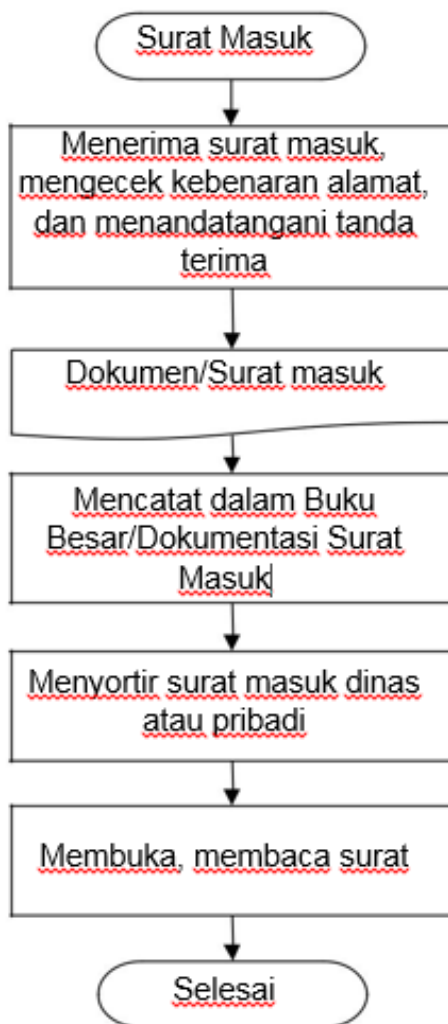 Surat Masuk
Menerima surat masuk,
mengecek kebenaran alamat,
dan menandatangani tanda
terima
Dokumen/Surat masuk
Mencatat dalam Buku
Besar/Dokumentasi Surat
Masuk
Menyortir surat masuk dinas
atau pribadi
Membuka, membaca surat
Selesai